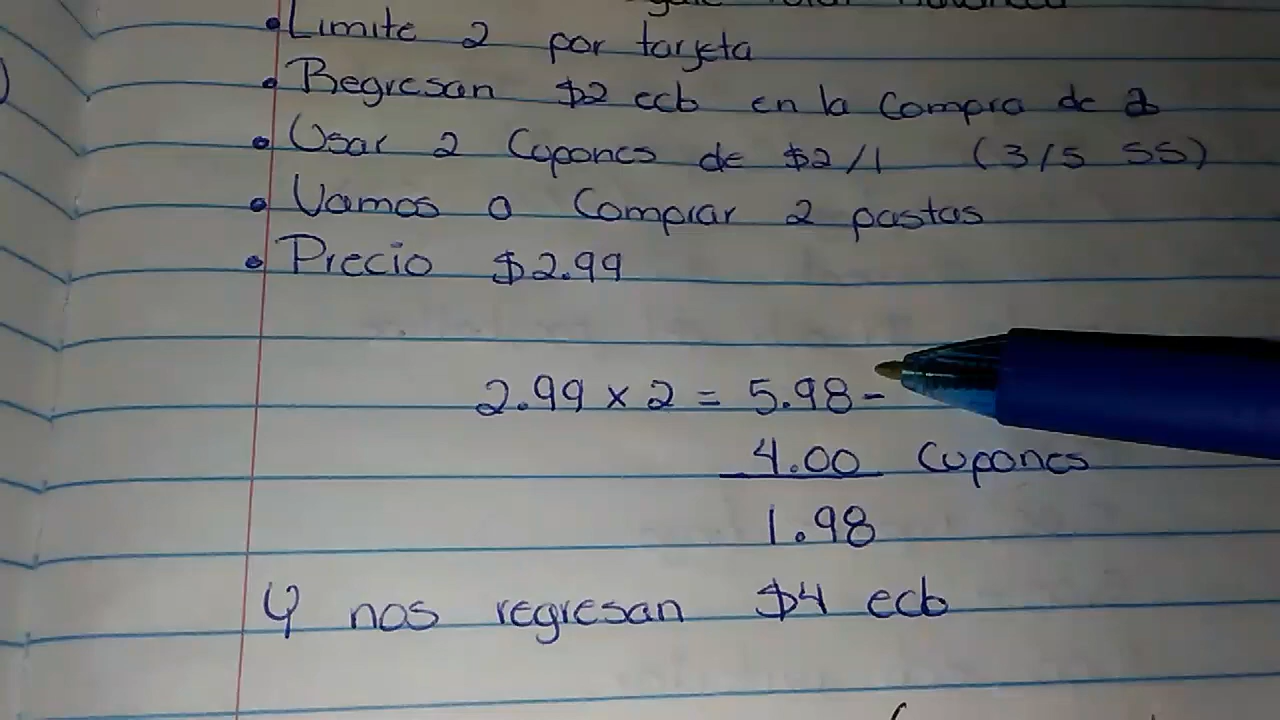 • Limite 2 por tarjeta
• Regresan $2 ecb en la compra de 2
• Usar 2 Cupones de $2/1 (3/5 SS)
• Vamos a Comprar 2 pastas
• Precio $2.99
2.99 x 2 = 5.98-
4.00 Cupones
1.98
Y nos regresan $4 ecb